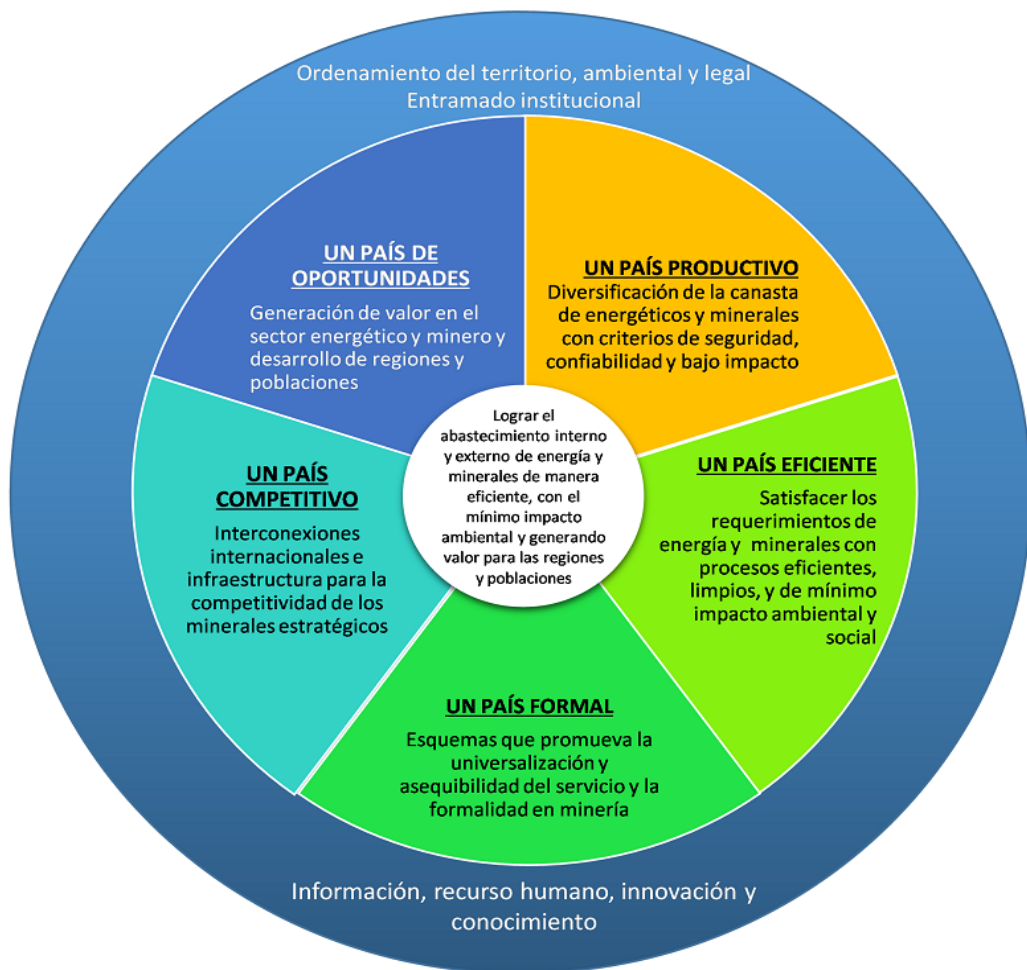 Ordenamiento del territorio, ambiental y legal
Entramado institucional
UN PAÍS DE
OPORTUNIDADES
Generación de valor en el
sector energético y minero y
desarrollo de regiones y
poblaciones
UN PAÍS PRODUCTIVO
Diversificación de la canasta
de energéticos y minerales
con criterios de seguridad,
confiabilidad y bajo impacto
Lograr el
abastecimiento interno
y externo de energía y
minerales de manera
eficiente, con el
mínimo impacto
ambiental y generando
valor para las regiones
y poblaciones
UN PAÍS
COMPETITIVO
Interconexiones
internacionales e
infraestructura para la
competitividad de los
minerales estratégicos
UN PAÍS EFICIENTE
Satisfacer los
requerimientos de
energía y minerales con
procesos eficientes,
limpios, y de mínimo
impacto ambiental y
social
UN PAÍS FORMAL
Esquemas que promueva la
universalización y
asequibilidad del servicio y la
formalidad en minería
Información, recurso humano, innovación y
conocimiento